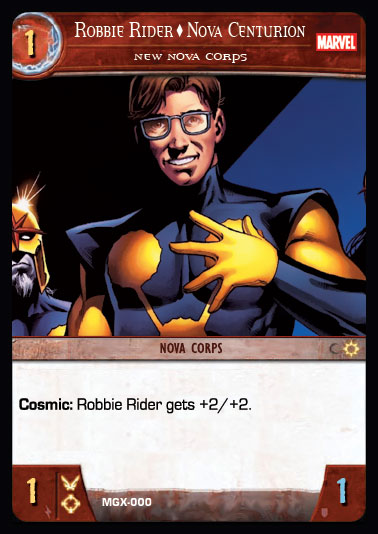 1
Robbie Rider ♦ Nova Centurion
MARVEL
NEW NOVA CORPS
NOVA CORPS
C
Cosmic: Robbie Rider gets +2/+2.
1
MGX-000
1